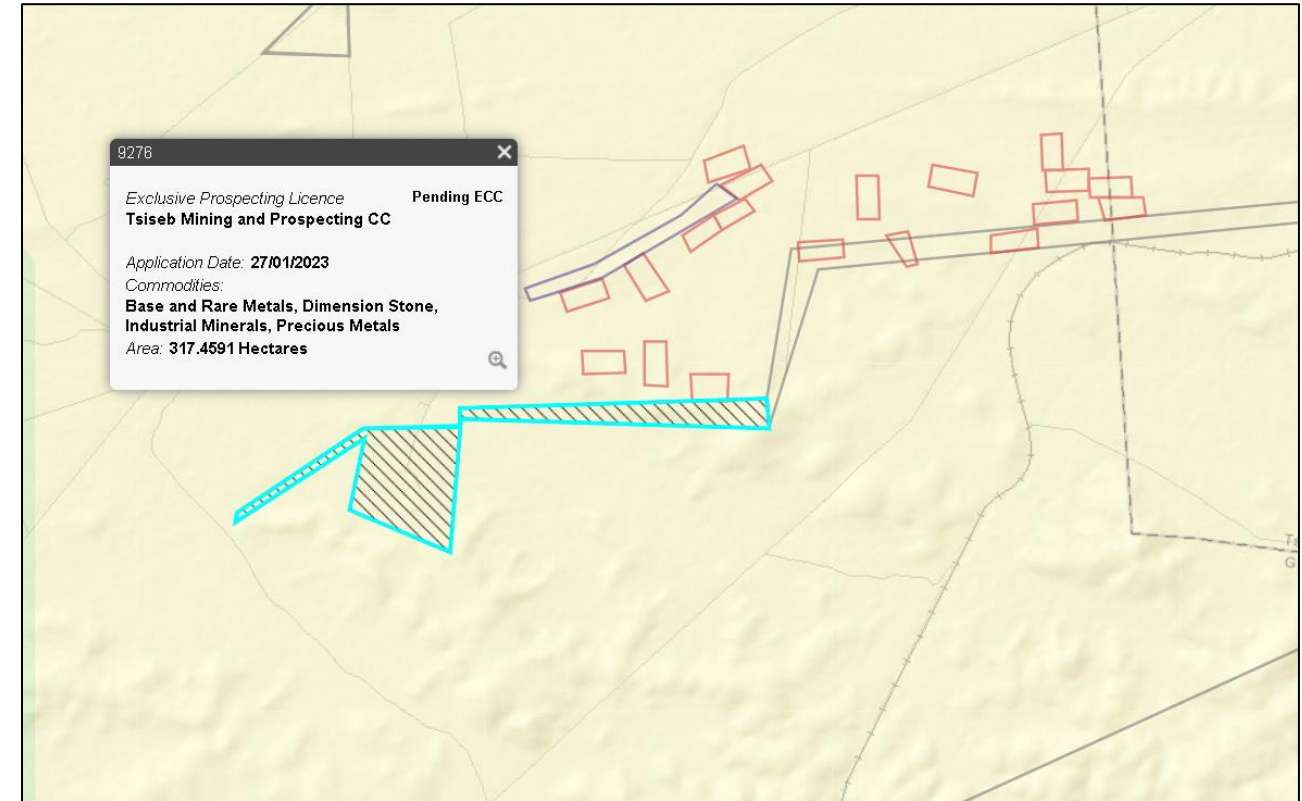 9276
Exclusive Prospecting Licence Pending ECC
Tsiseb Mining and Prospecting CC
Application Date: 27/01/2023
Commodities:
Base and Rare Metals, Dimension Stone,
Industrial Minerals, Precious Metals
Area: 317.4591 Hectares